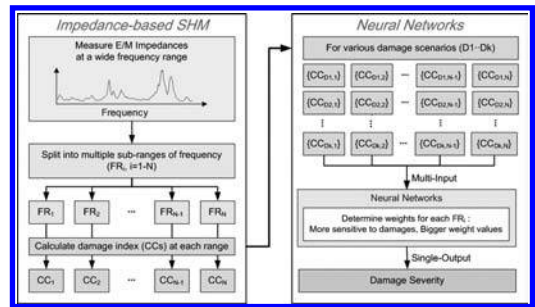 Impedance-based SHM
Measure E/M Impedances
at a wide frequency range
Frequency
Split into multiple sub-ranges of frequency
(FRi, i=1-N)
FR1 FR2 ... FRN-1 FRN
Calculate damage index (CCs) at each range
CC1 CC2 ... CCN-1 CCN
Neural Networks
For various damage scenarios (D1··Dk)
{CCD1,1} {CCD1,2} ... {CCD1,N-1} {CCD1,N}
{CCD2,1} {CCD2,2} ... {CCD2,N-1} {CCD2,N}
{CCDk,1} {CCDk,2} ... {CCDk,N-1} {CCDk,N}
Multi-Input
Neural Networks
Determine weights for each FRi :
More sensitive to damages, Bigger weight values
Single-Output
Damage Severity